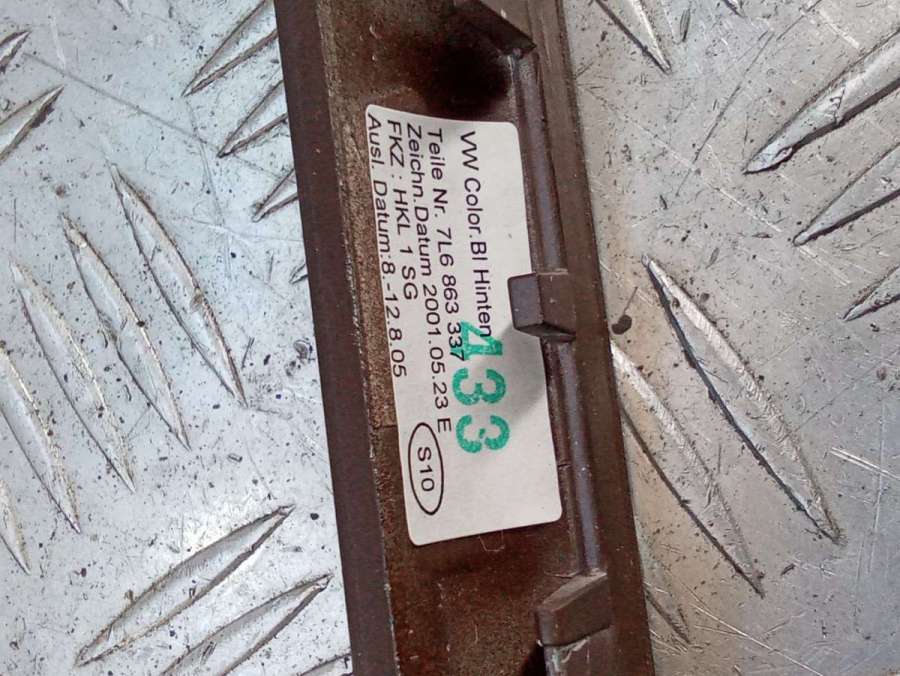 VW Color.Bl Hinten
Teile Nr. 7L6 863 337
Zeichn.Datum 2001.05.23 E
FKZ : HKL 1 SG
Ausl. Datum:8.-12.8.05
S10
433